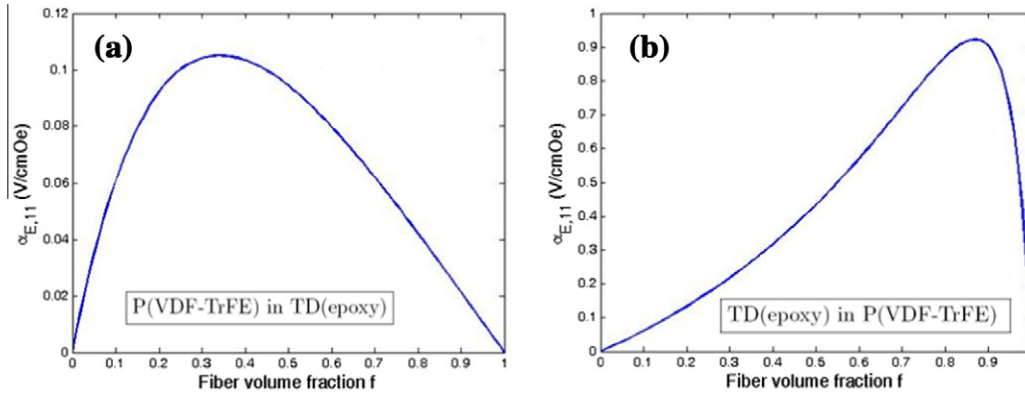 (a)
0.12
0.1
0.08
0.06
0.04
0.02
0
α_{E,11} (V/cmOe)
P(VDF-TrFE) in TD(epoxy)
0 0.1 0.2 0.3 0.4 0.5 0.6 0.7 0.8 0.9 1
Fiber volume fraction f
(b)
1
0.9
0.8
0.7
0.6
0.5
0.4
0.3
0.2
0.1
0
α_{E,11} (V/cmOe)
TD(epoxy) in P(VDF-TrFE)
0 0.1 0.2 0.3 0.4 0.5 0.6 0.7 0.8 0.9
Fiber volume fraction f